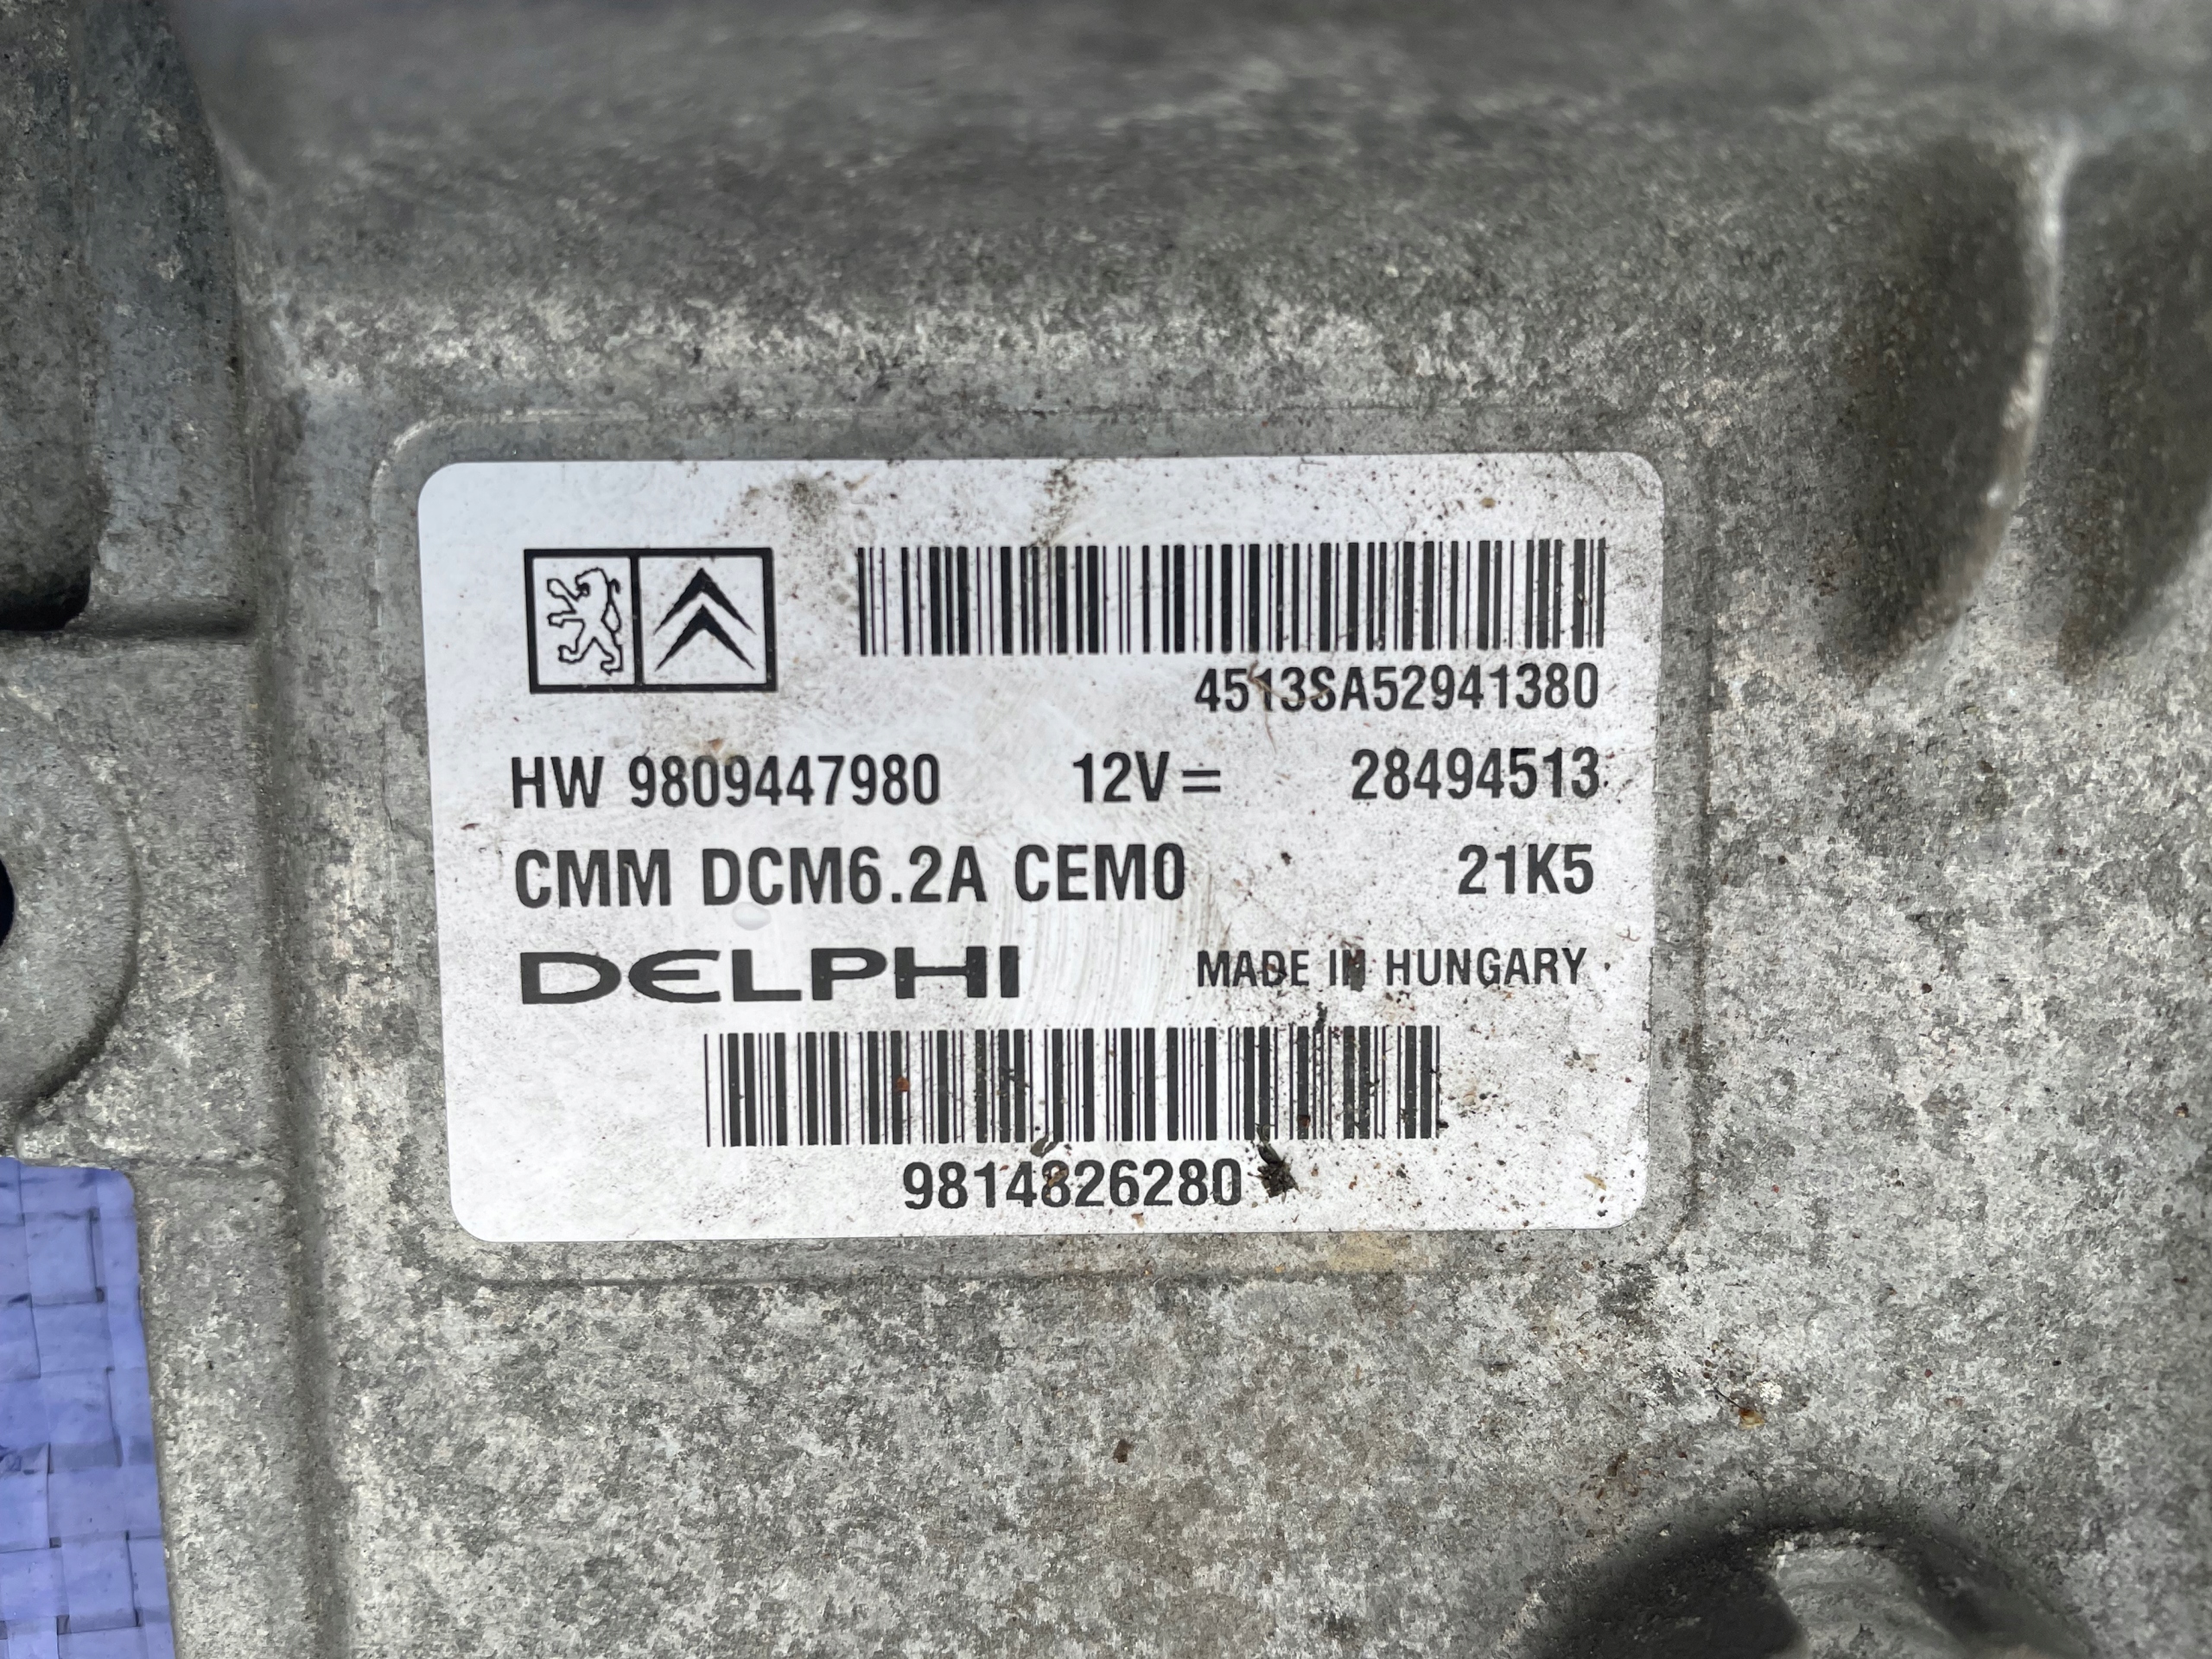 4513SA52941380
HW 9809447980 12V= 28494513
CMM DCM6.2A CEM0 21K5
DELPHI MADE IN HUNGARY
9814826280